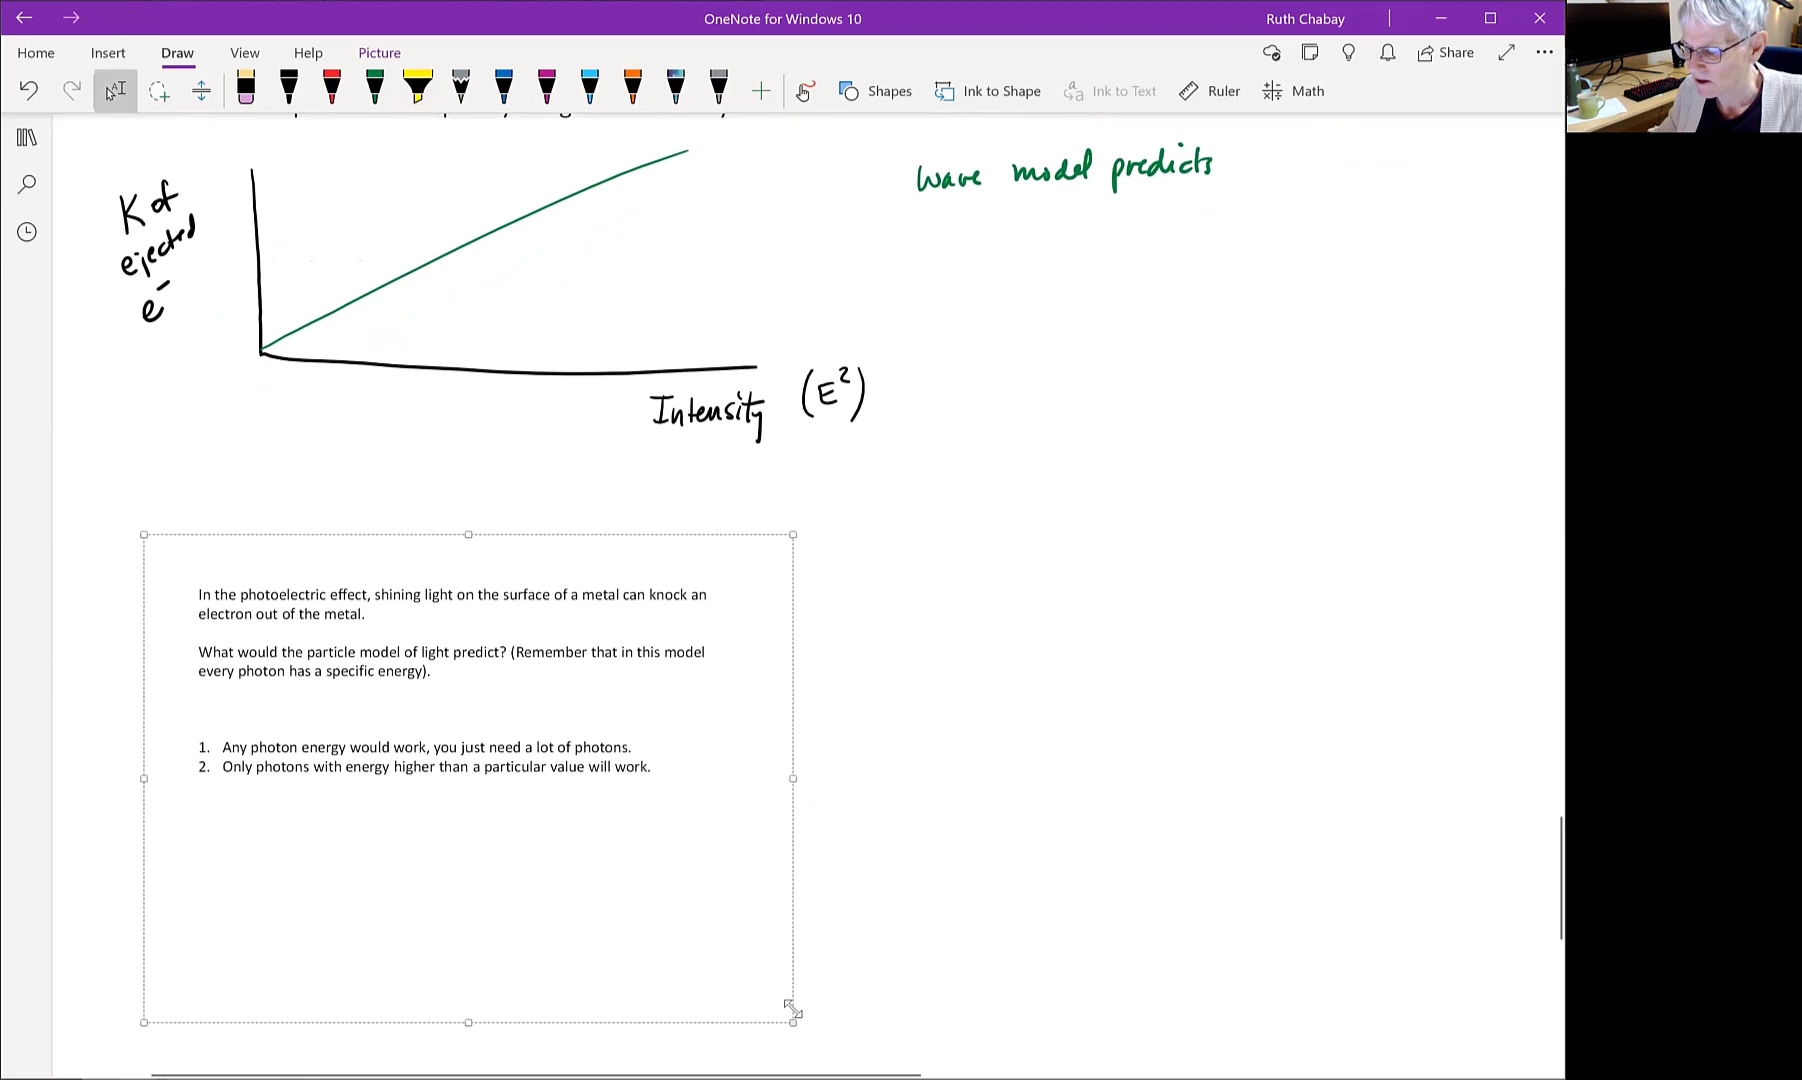 OneNote for Windows 10
Ruth Chabay
Home Insert Draw View Help Picture
Share
Shapes Ink to Shape Ink to Text Ruler Math
wave model predicts
K of
ejected
e⁻
Intensity (E²)
In the photoelectric effect, shining light on the surface of a metal can knock an
electron out of the metal.
What would the particle model of light predict? (Remember that in this model
every photon has a specific energy).
1. Any photon energy would work, you just need a lot of photons.
2. Only photons with energy higher than a particular value will work.